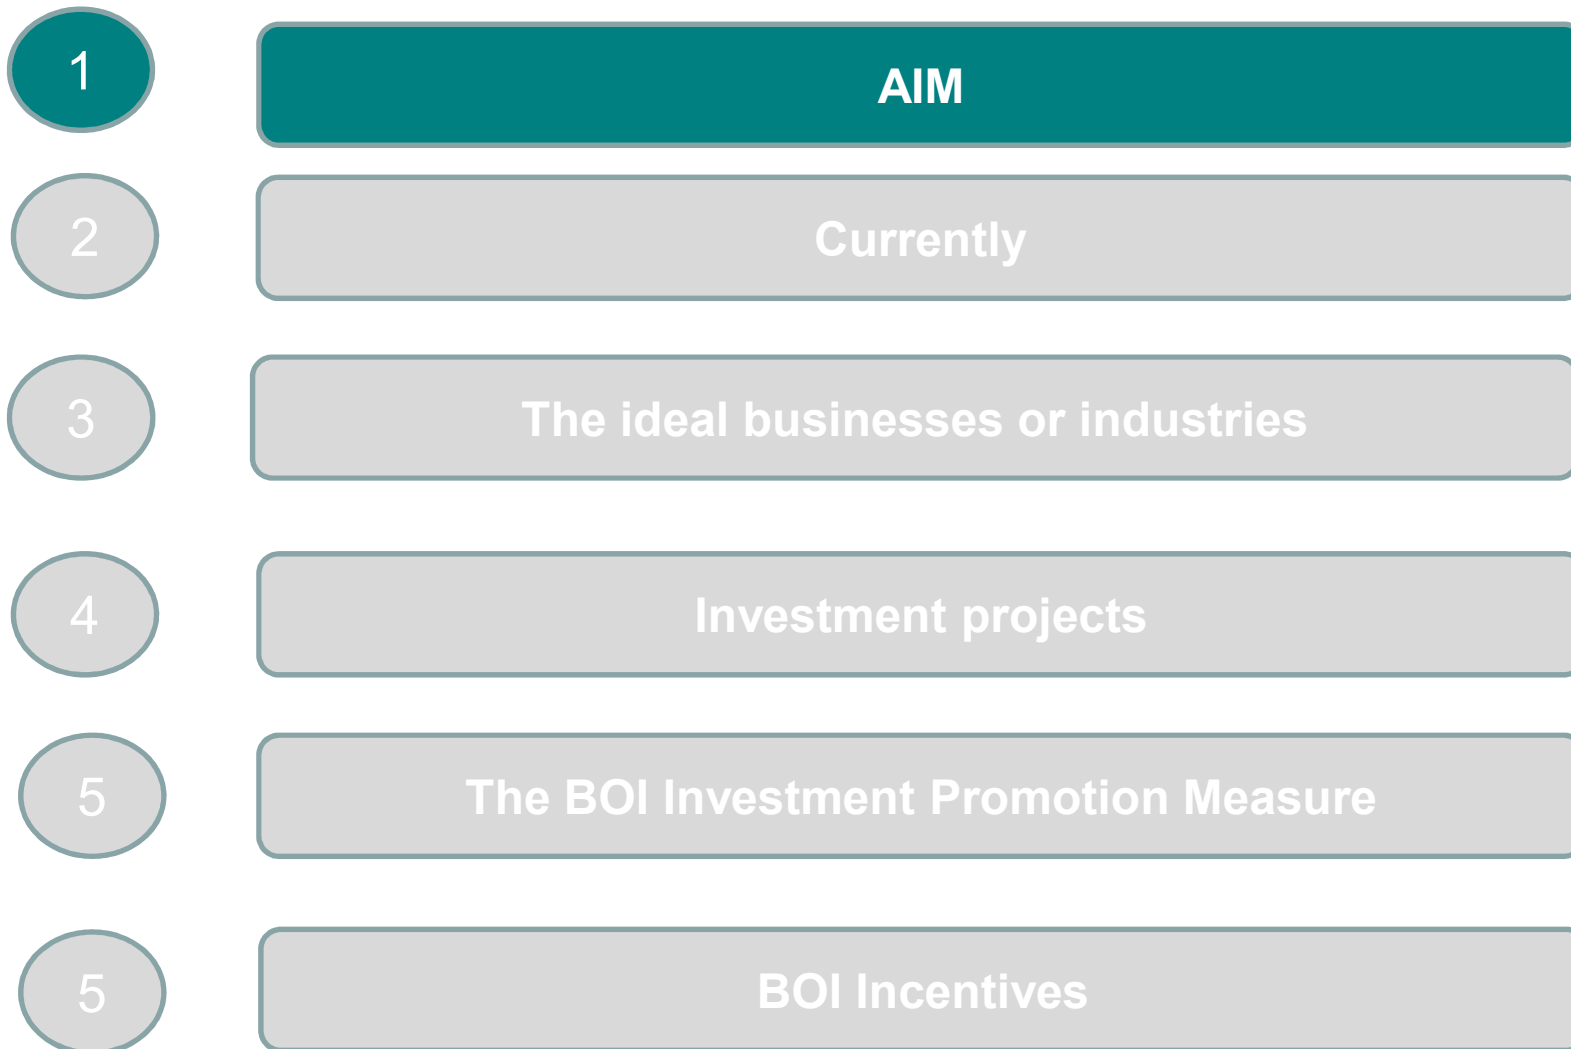 1
AIM
2
Currently
3
The ideal businesses or industries
4
Investment projects
5
The BOI Investment Promotion Measure
5
BOI Incentives